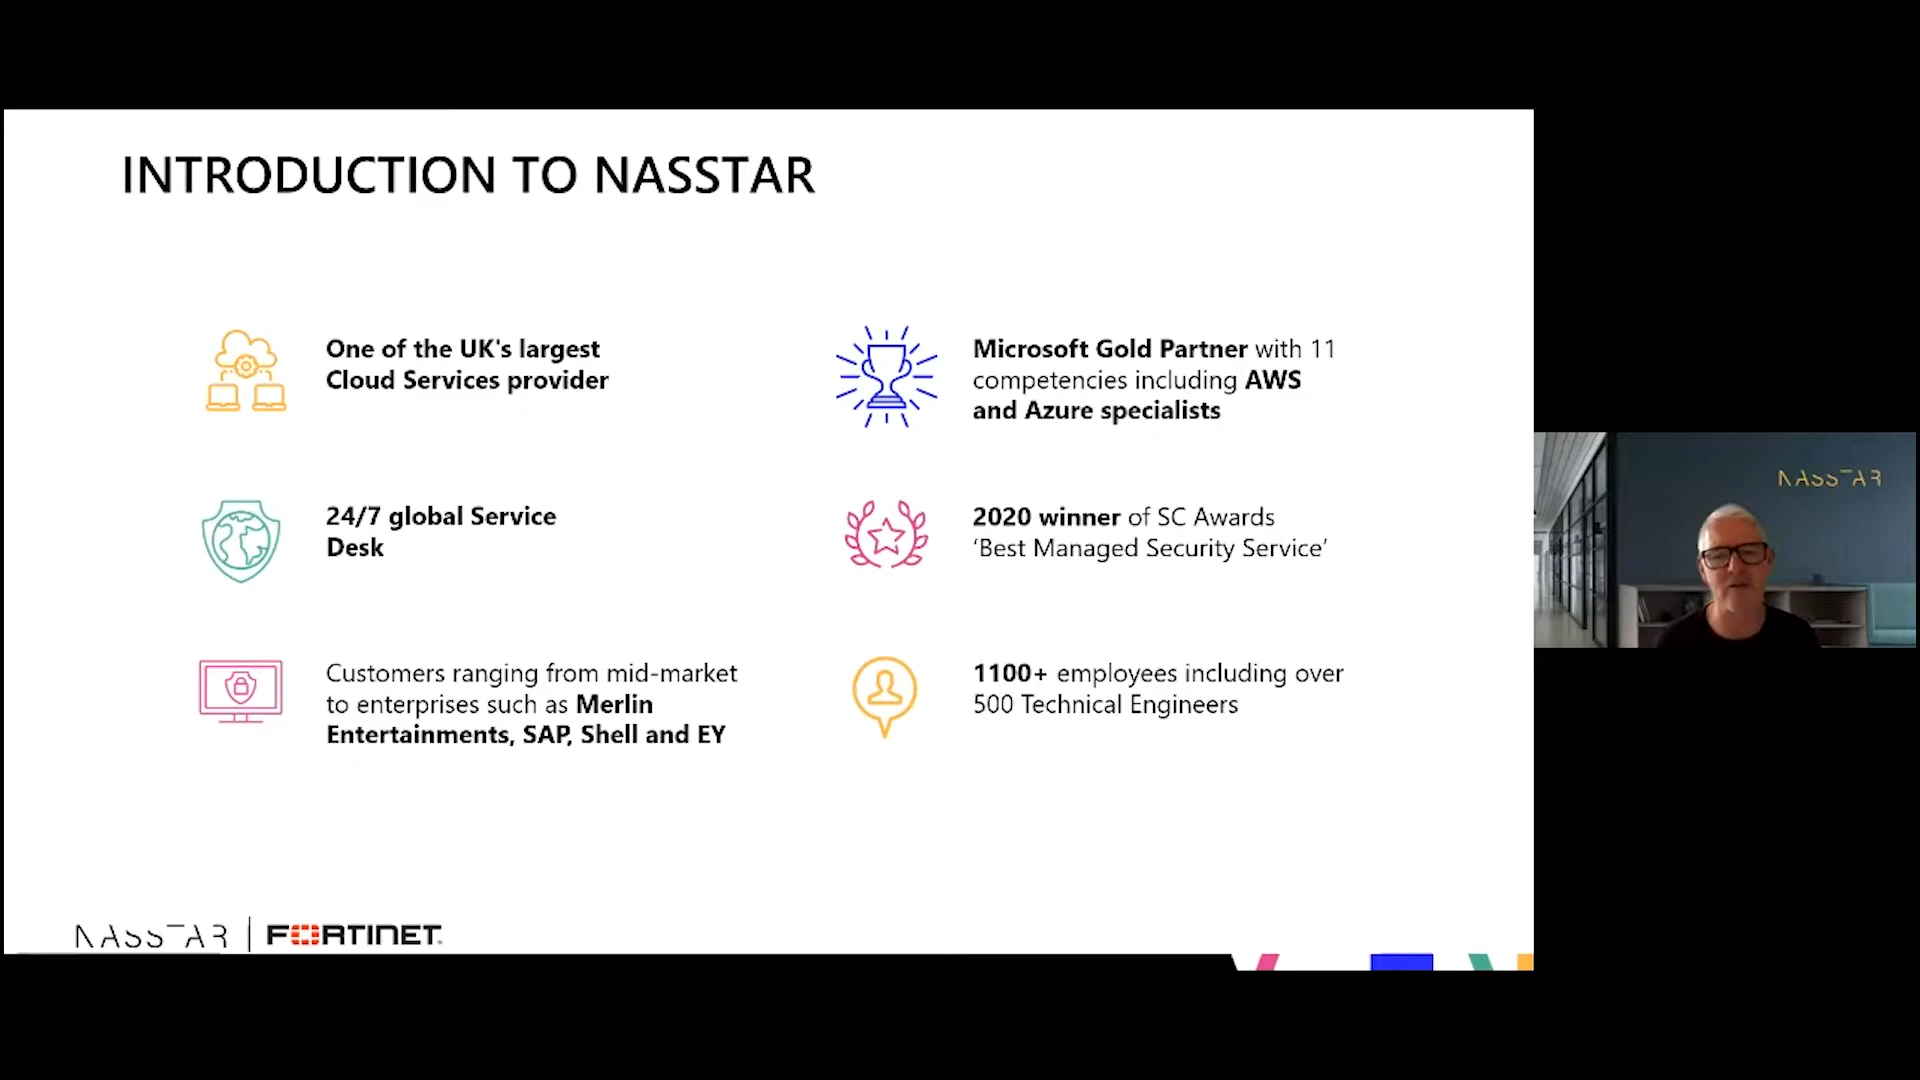 INTRODUCTION TO NASSTAR
One of the UK's largest
Cloud Services provider
24/7 global Service
Desk
Customers ranging from mid-market
to enterprises such as Merlin
Entertainments, SAP, Shell and EY
Microsoft Gold Partner with 11
competencies including AWS
and Azure specialists
2020 winner of SC Awards
‘Best Managed Security Service’
1100+ employees including over
500 Technical Engineers
NASSTAR
NASSTAR | FORTINET